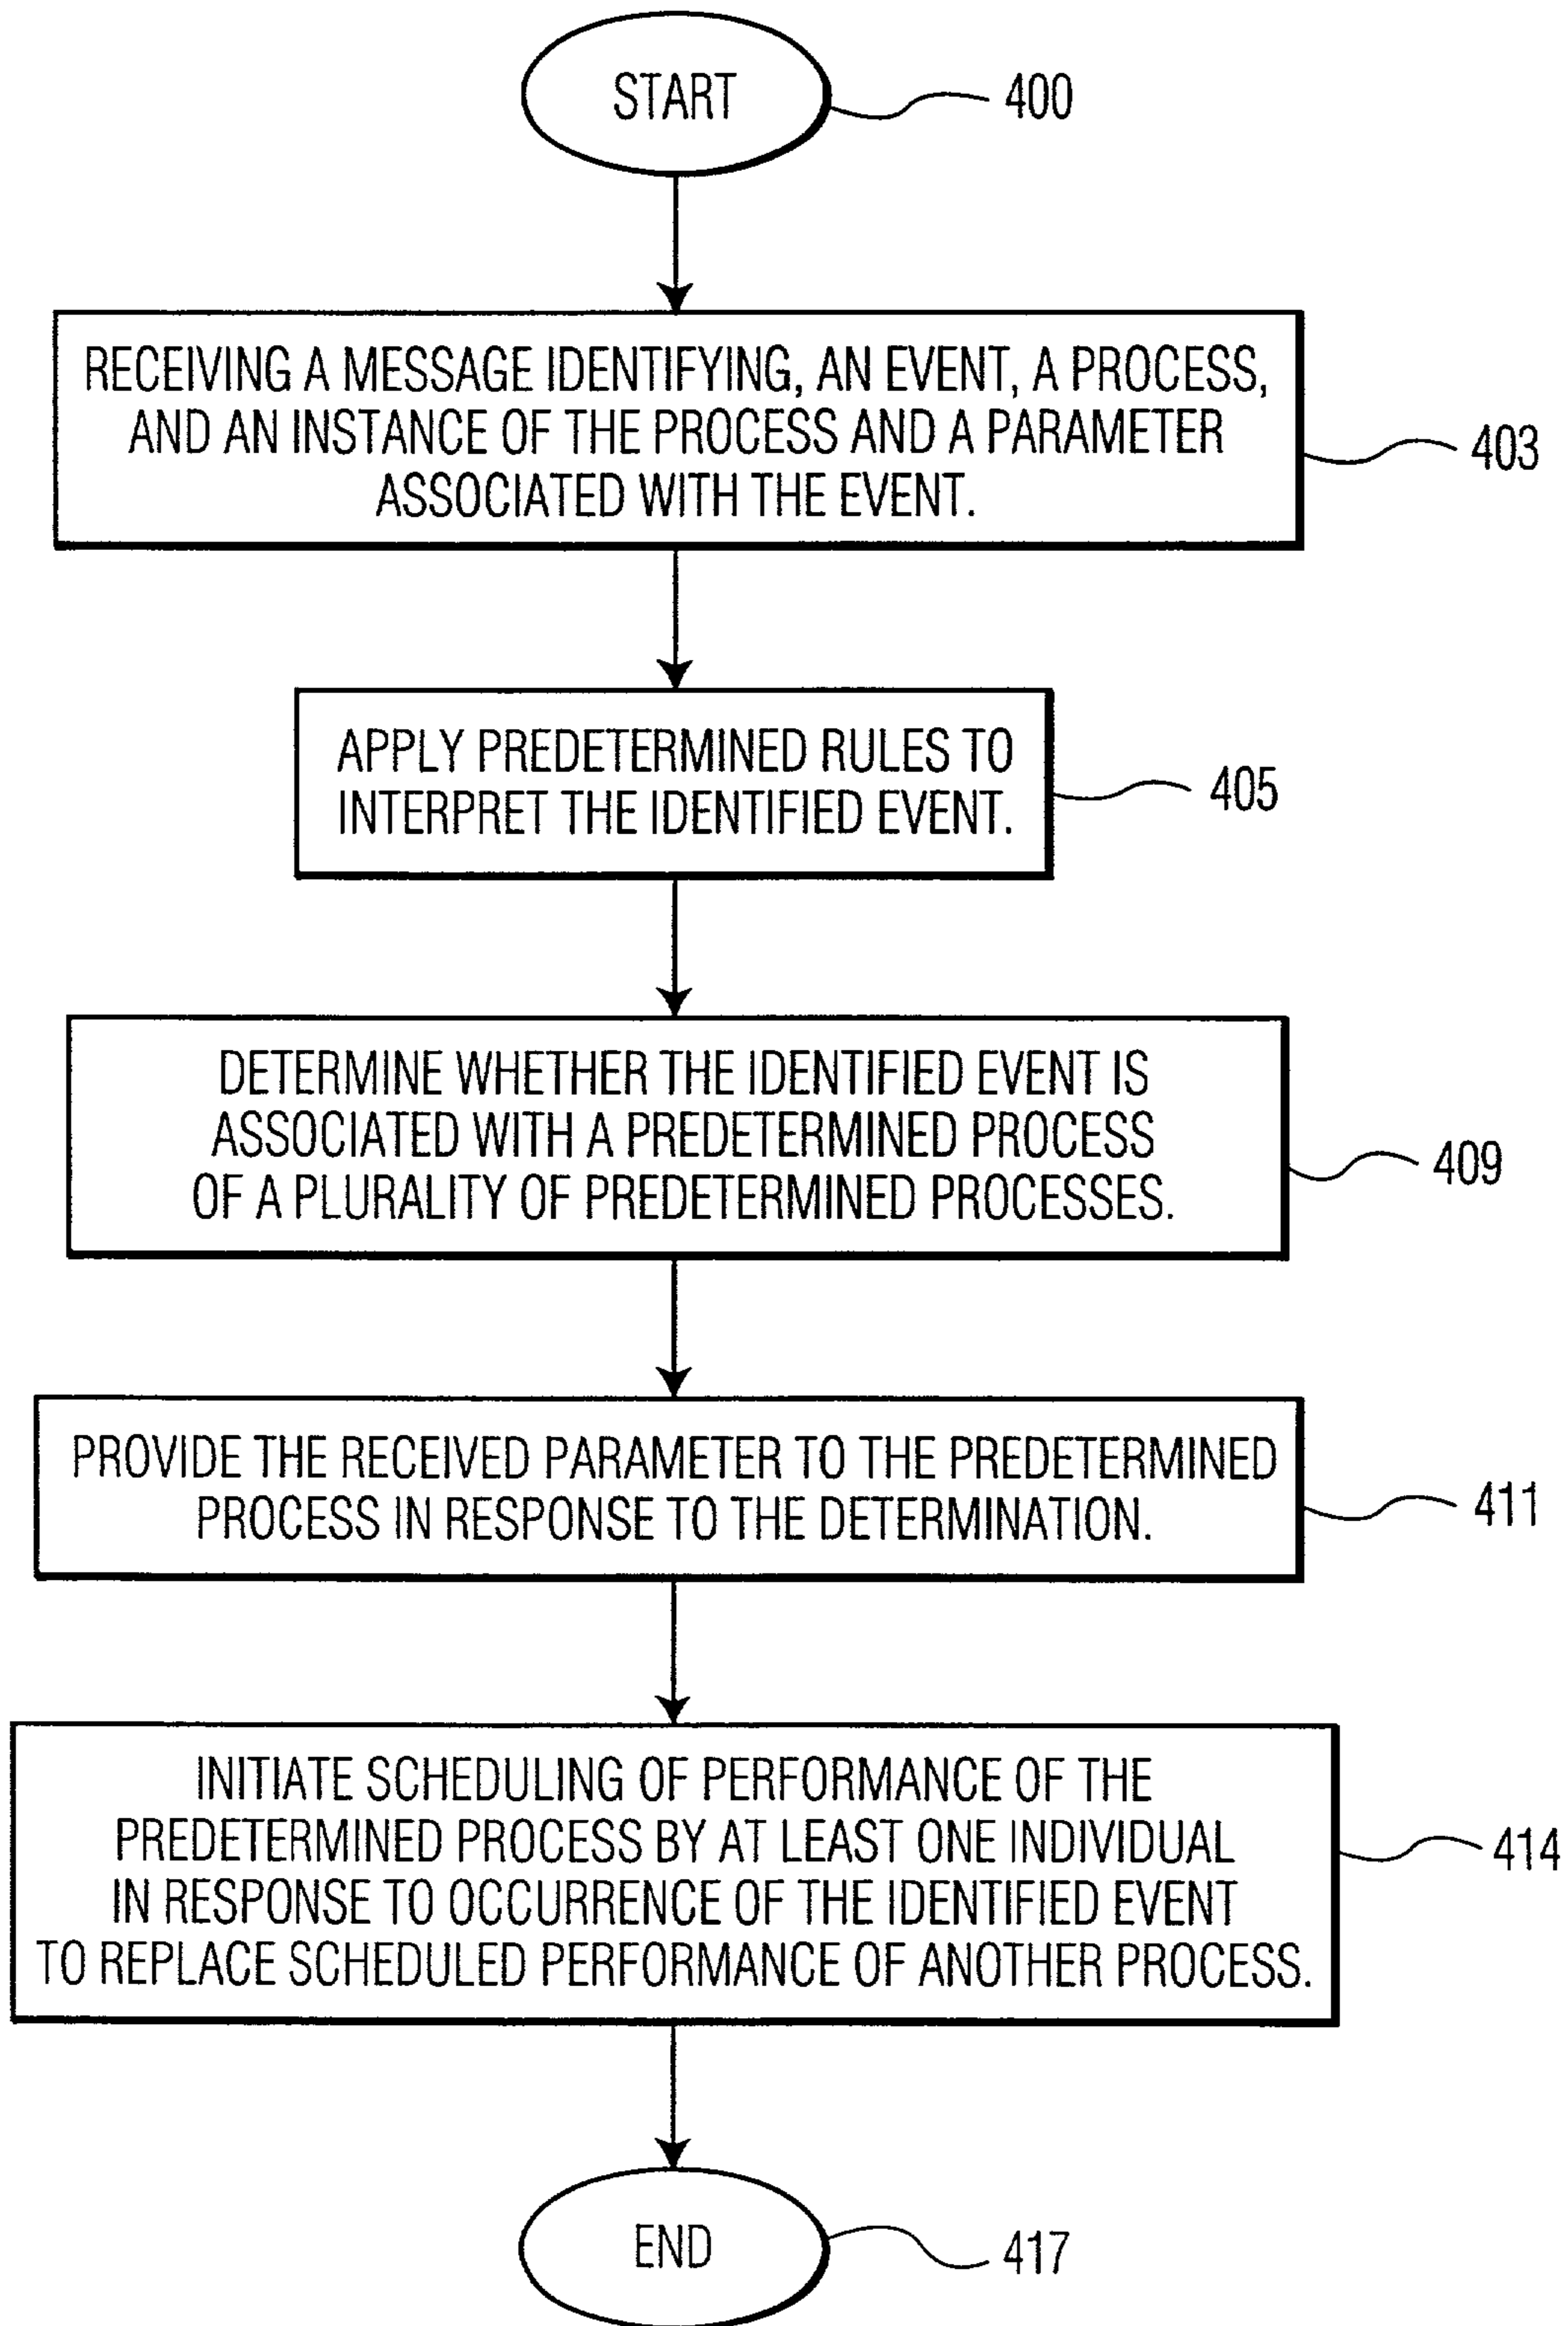 START
400
RECEIVING A MESSAGE IDENTIFYING, AN EVENT, A PROCESS,
AND AN INSTANCE OF THE PROCESS AND A PARAMETER
ASSOCIATED WITH THE EVENT.
403
APPLY PREDETERMINED RULES TO
INTERPRET THE IDENTIFIED EVENT.
405
DETERMINE WHETHER THE IDENTIFIED EVENT IS
ASSOCIATED WITH A PREDETERMINED PROCESS
OF A PLURALITY OF PREDETERMINED PROCESSES.
409
PROVIDE THE RECEIVED PARAMETER TO THE PREDETERMINED
PROCESS IN RESPONSE TO THE DETERMINATION.
411
INITIATE SCHEDULING OF PERFORMANCE OF THE
PREDETERMINED PROCESS BY AT LEAST ONE INDIVIDUAL
IN RESPONSE TO OCCURRENCE OF THE IDENTIFIED EVENT
TO REPLACE SCHEDULED PERFORMANCE OF ANOTHER PROCESS.
414
END
417